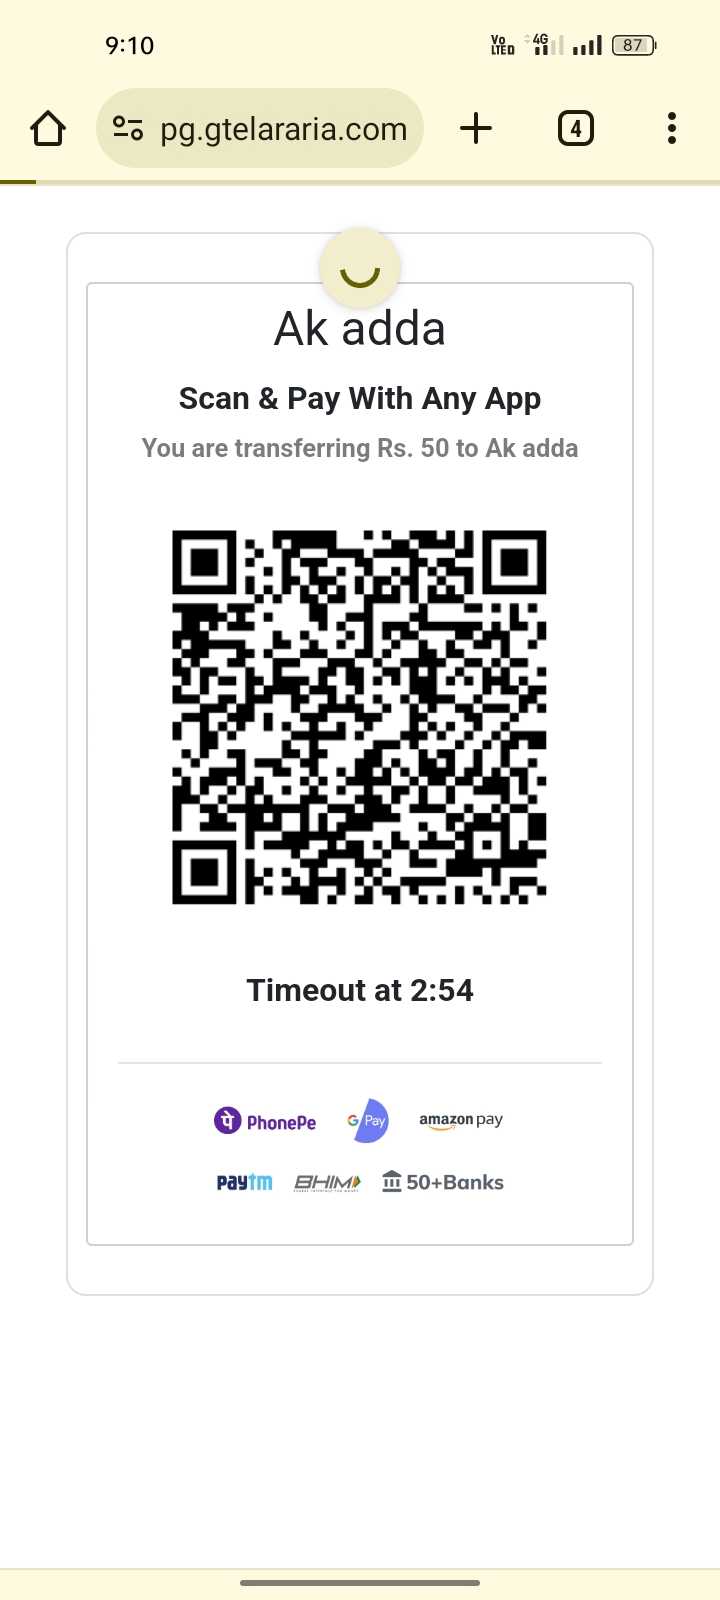 9:10
Vo LTED 4G 87
pg.gtelararia.com
4
Ak adda
Scan & Pay With Any App
You are transferring Rs. 50 to Ak adda
Timeout at 2:54
पे PhonePe G Pay amazon pay
paytm BHIM 50+Banks